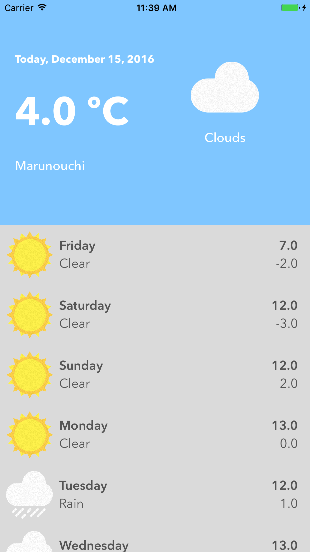 Carrier 11:39 AM
Today, December 15, 2016
4.0 °C
Clouds
Marunouchi
Friday 7.0
Clear -2.0
Saturday 12.0
Clear -3.0
Sunday 12.0
Clear 2.0
Monday 13.0
Clear 0.0
Tuesday 12.0
Rain 1.0
Wednesday 13.0